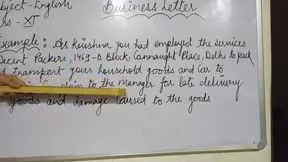 bject-English Business Letter
ss- XI
Example : As Krishna you had employed the services
Decent Packers, 1469-B Block, Connaught Place, Delhi to pack
d transport your household goods and Car to
plain to the Manager for late delivery
goods and damage caused to the goods